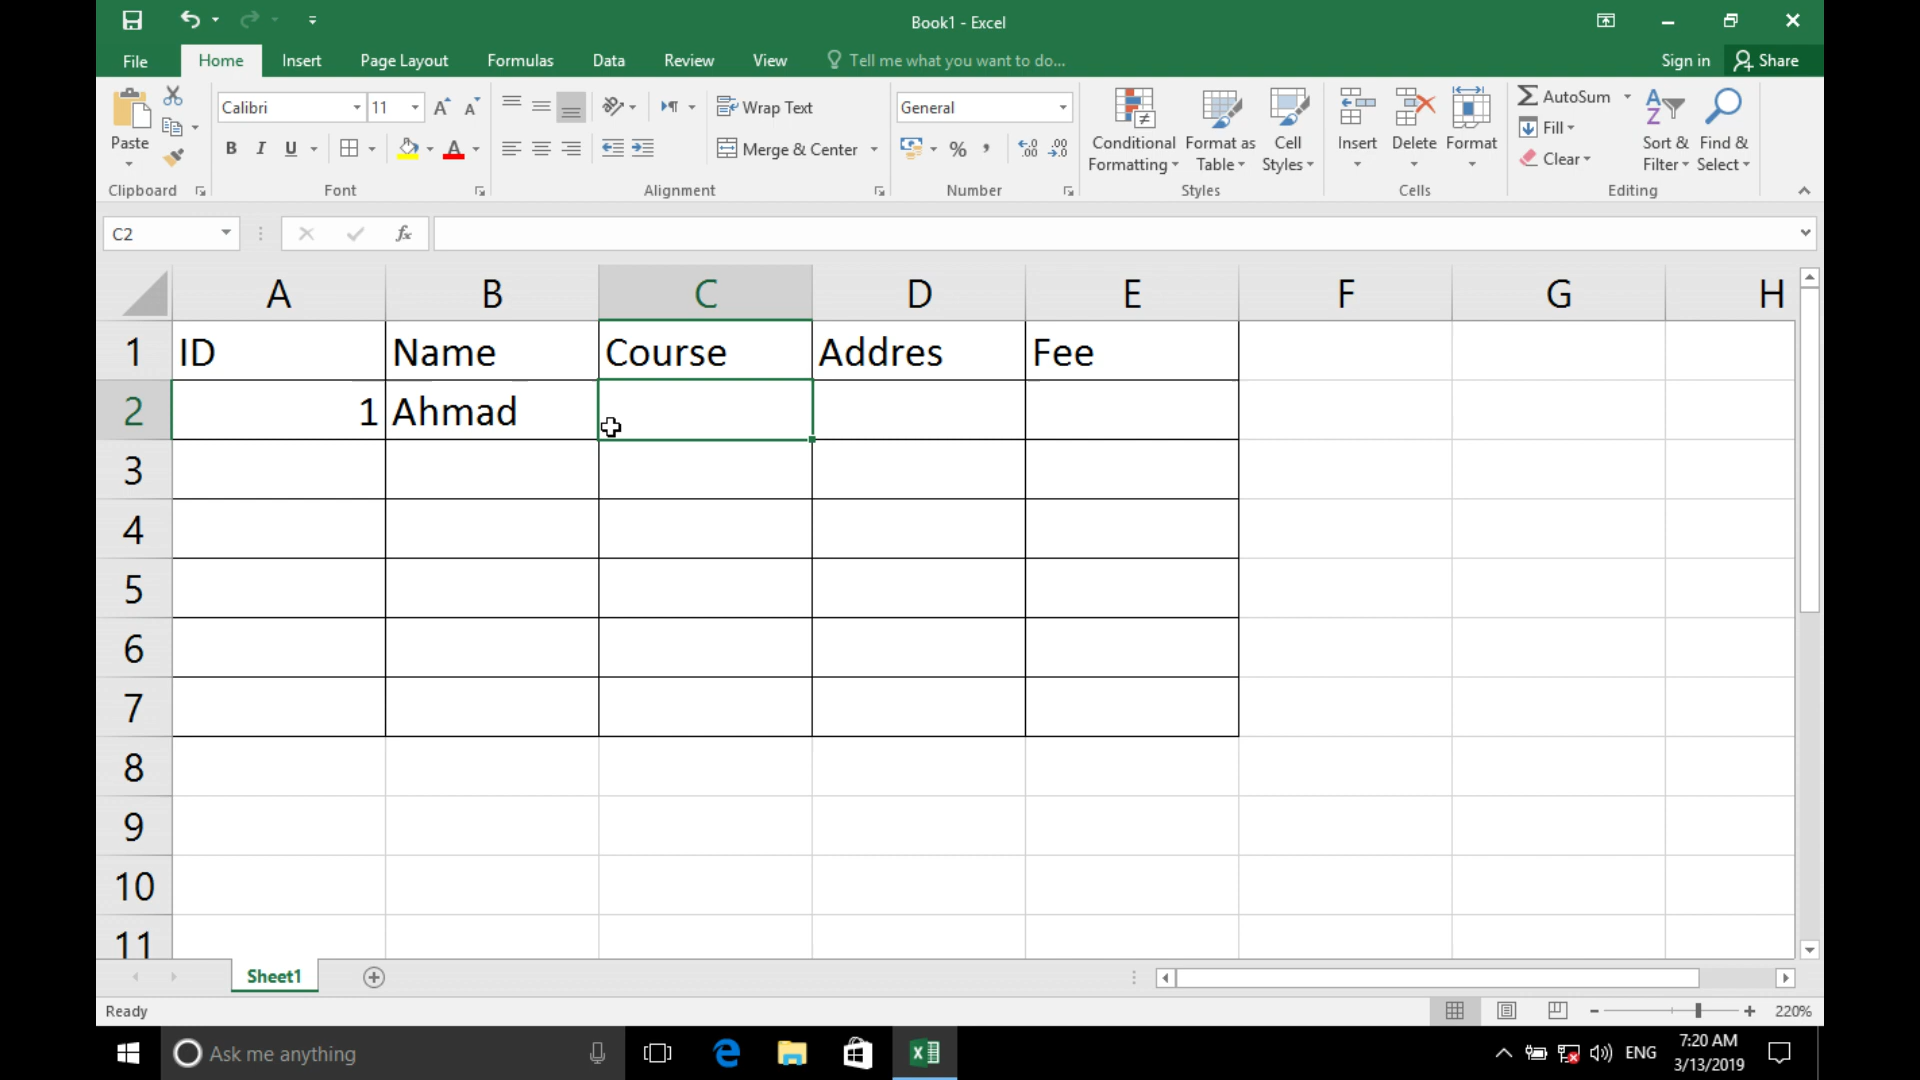 Book1 - Excel
File Home Insert Page Layout Formulas Data Review View Tell me what you want to do... Sign in Share
Calibri 11 Wrap Text General AutoSum
Fill
Paste B I U Merge & Center % , Conditional Formatting Format as Table Cell Styles Insert Delete Format Clear Sort & Filter Find & Select
Clipboard Font Alignment Number Styles Cells Editing
C2 fx
A B C D E F G H
1 ID Name Course Addres Fee
2 1 Ahmad
3
4
5
6
7
8
9
10
11
Sheet1
Ready 220%
Ask me anything ENG 7:20 AM
3/13/2019